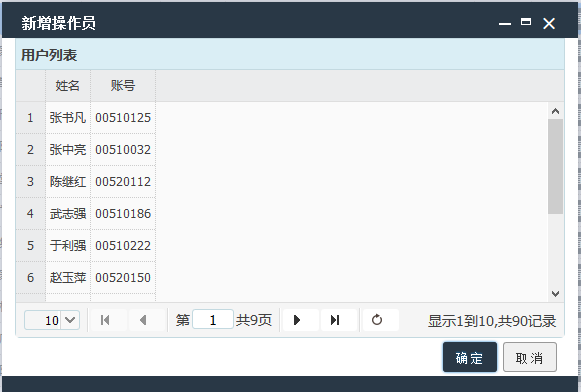 新增操作员
用户列表
姓名 账号
1 张书凡 00510125
2 张中亮 00510032
3 陈继红 00520112
4 武志强 00510186
5 于利强 00510222
6 赵玉萍 00520150
10 第 1 共9页 显示1到10,共90记录
确定 取消